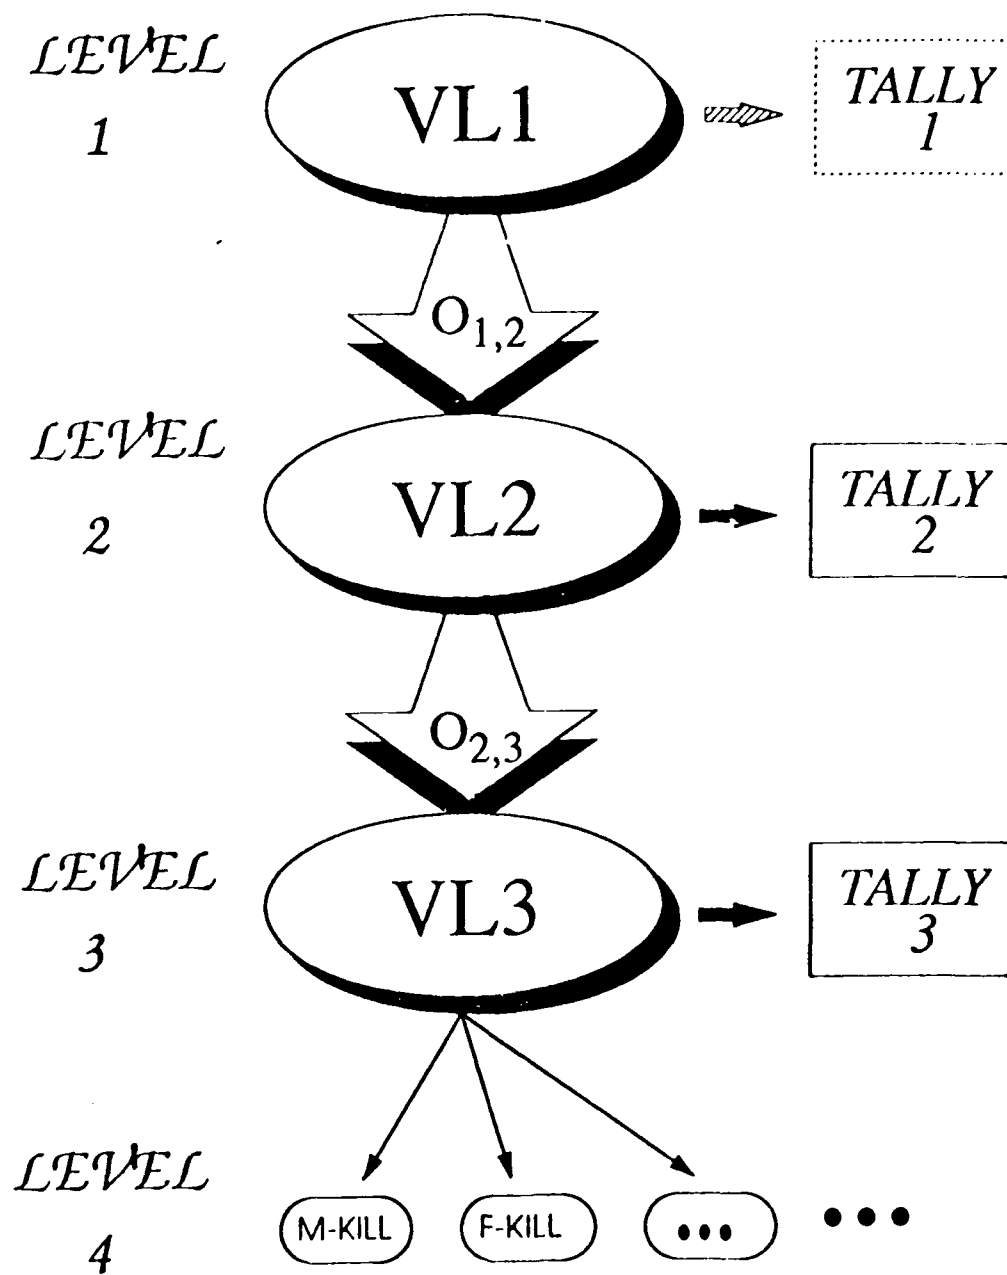 LEVEL
1
VL1
TALLY
1
O1,2
LEVEL
2
VL2
TALLY
2
O2,3
LEVEL
3
VL3
TALLY
3
LEVEL
4
M-KILL
F-KILL
•••
•••